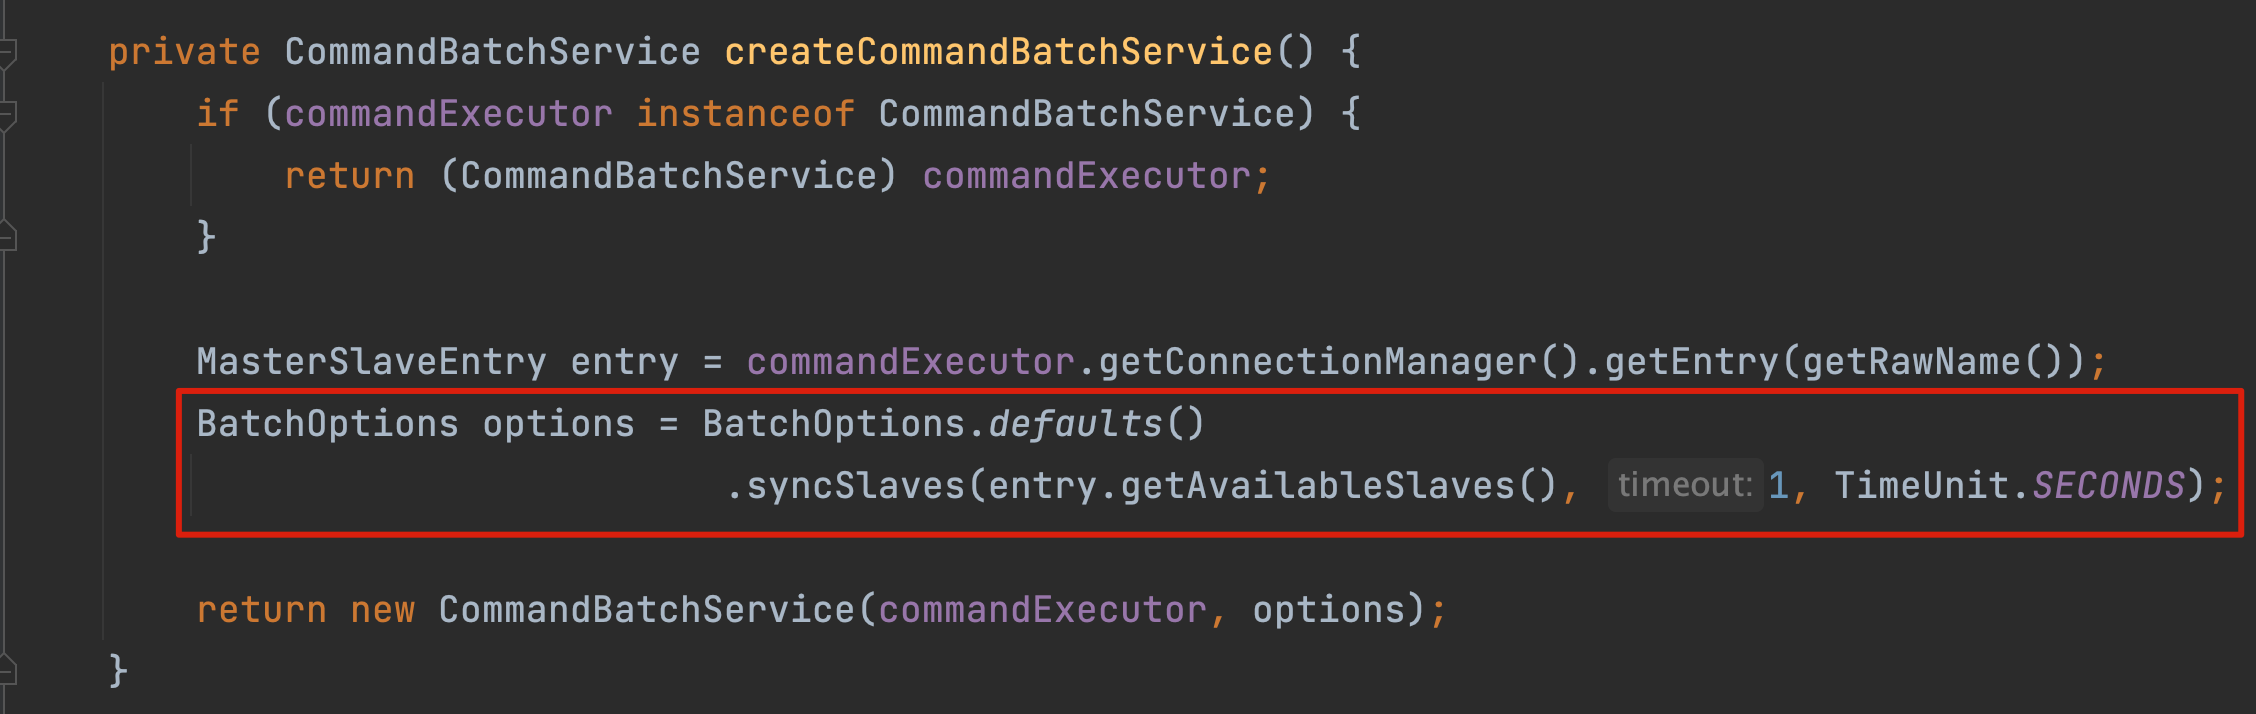 private CommandBatchService createCommandBatchService() {
if (commandExecutor instanceof CommandBatchService) {
return (CommandBatchService) commandExecutor;
}
MasterSlaveEntry entry = commandExecutor.getConnectionManager().getEntry(getRawName());
BatchOptions options = BatchOptions.defaults()
.syncSlaves(entry.getAvailableSlaves(), timeout: 1, TimeUnit.SECONDS);
return new CommandBatchService(commandExecutor, options);
}